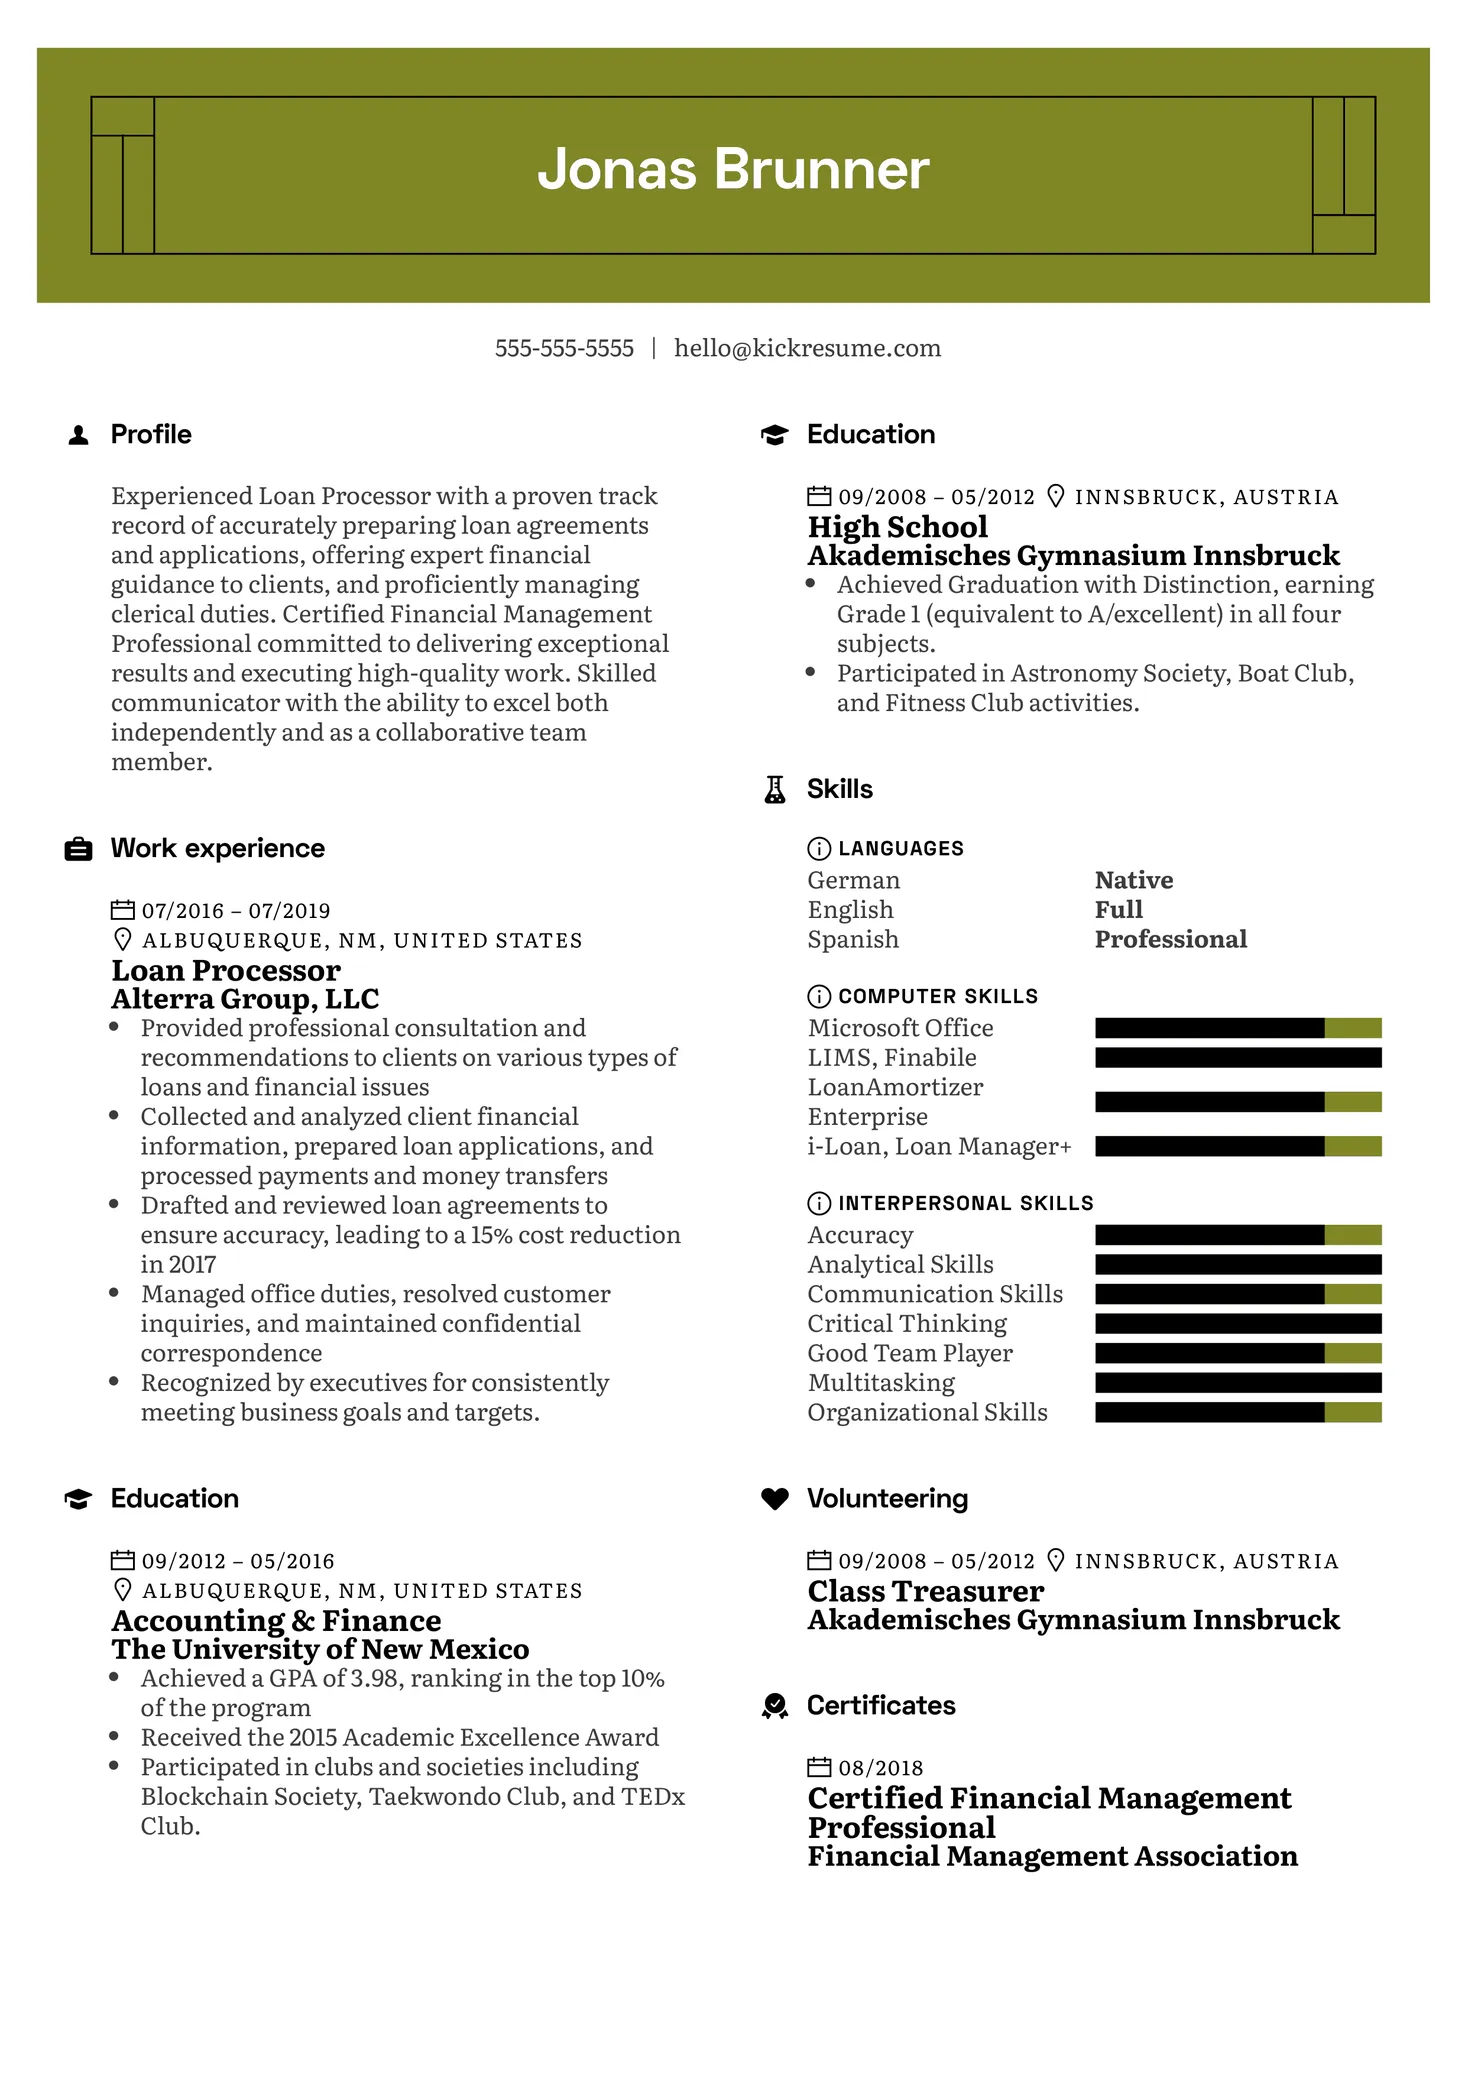 Jonas Brunner
555-555-5555 | hello@kickresume.com
Profile
Experienced Loan Processor with a proven track
record of accurately preparing loan agreements
and applications, offering expert financial
guidance to clients, and proficiently managing
clerical duties. Certified Financial Management
Professional committed to delivering exceptional
results and executing high-quality work. Skilled
communicator with the ability to excel both
independently and as a collaborative team
member.
Work experience
07/2016 – 07/2019
ALBUQUERQUE, NM, UNITED STATES
Loan Processor
Alterra Group, LLC
• Provided professional consultation and
recommendations to clients on various types of
loans and financial issues
• Collected and analyzed client financial
information, prepared loan applications, and
processed payments and money transfers
• Drafted and reviewed loan agreements to
ensure accuracy, leading to a 15% cost reduction
in 2017
• Managed office duties, resolved customer
inquiries, and maintained confidential
correspondence
• Recognized by executives for consistently
meeting business goals and targets.
Education
09/2012 – 05/2016
ALBUQUERQUE, NM, UNITED STATES
Accounting & Finance
The University of New Mexico
• Achieved a GPA of 3.98, ranking in the top 10%
of the program
• Received the 2015 Academic Excellence Award
• Participated in clubs and societies including
Blockchain Society, Taekwondo Club, and TEDx
Club.
Education
09/2008 – 05/2012 INNSBRUCK, AUSTRIA
High School
Akademisches Gymnasium Innsbruck
• Achieved Graduation with Distinction, earning
Grade 1 (equivalent to A/excellent) in all four
subjects.
• Participated in Astronomy Society, Boat Club,
and Fitness Club activities.
Skills
LANGUAGES
German Native
English Full
Spanish Professional
COMPUTER SKILLS
Microsoft Office
LIMS, Finabile
LoanAmortizer
Enterprise
i-Loan, Loan Manager+
INTERPERSONAL SKILLS
Accuracy
Analytical Skills
Communication Skills
Critical Thinking
Good Team Player
Multitasking
Organizational Skills
Volunteering
09/2008 – 05/2012 INNSBRUCK, AUSTRIA
Class Treasurer
Akademisches Gymnasium Innsbruck
Certificates
08/2018
Certified Financial Management
Professional
Financial Management Association